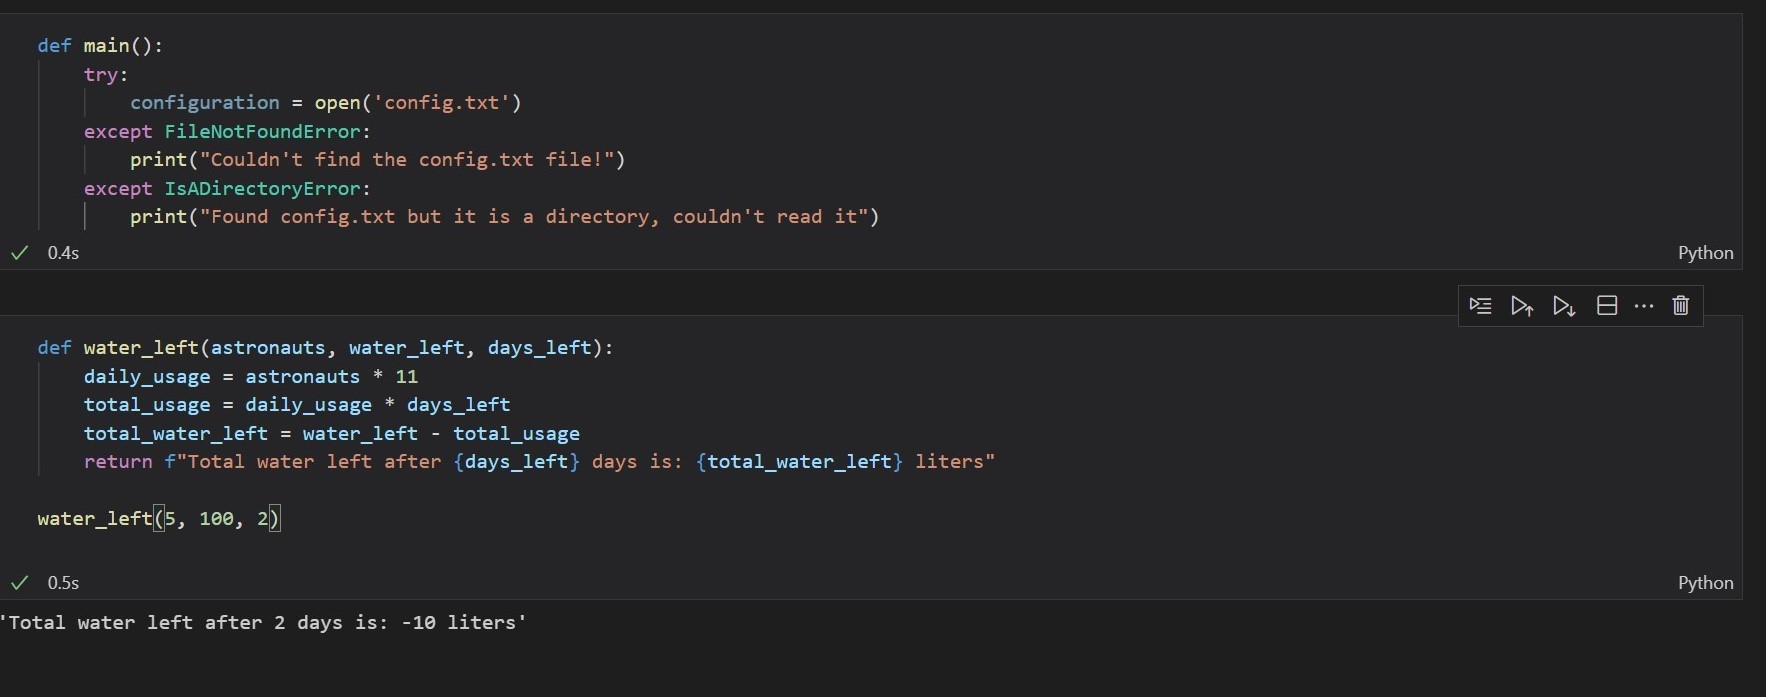 def main():
    try:
        configuration = open('config.txt')
    except FileNotFoundError:
        print("Couldn't find the config.txt file!")
    except IsADirectoryError:
        print("Found config.txt but it is a directory, couldn't read it")
0.4s Python
def water_left(astronauts, water_left, days_left):
    daily_usage = astronauts * 11
    total_usage = daily_usage * days_left
    total_water_left = water_left - total_usage
    return f"Total water left after {days_left} days is: {total_water_left} liters"
water_left(5, 100, 2)
0.5s Python
'Total water left after 2 days is: -10 liters'